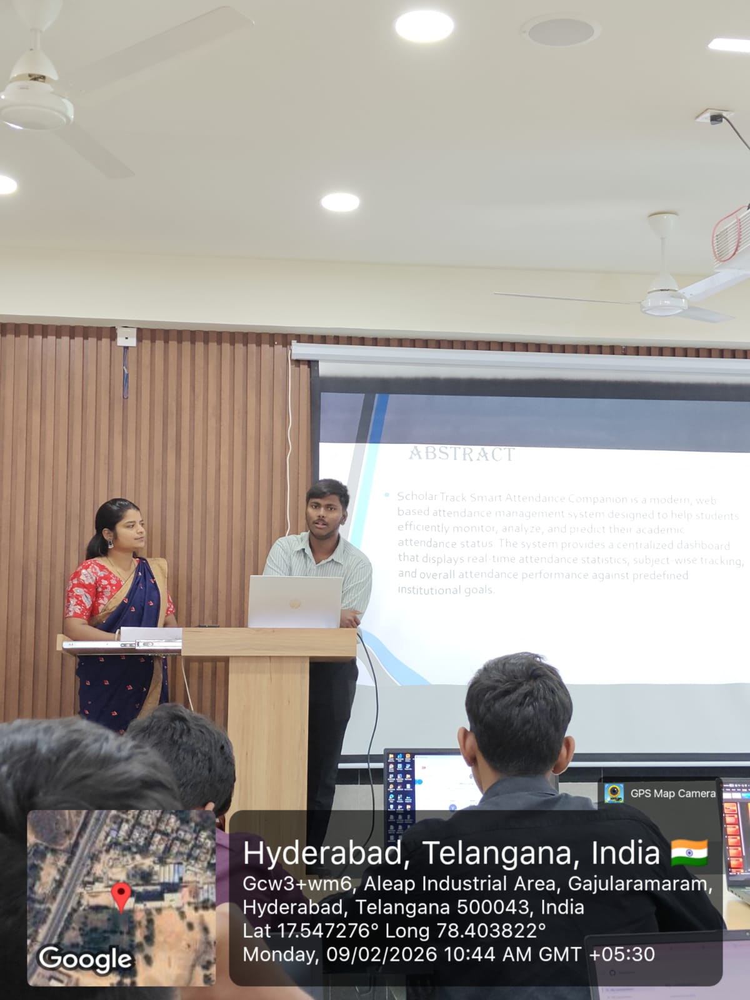 ABSTRACT
Scholar Track Smart Attendance Companion is a modern, web
based attendance management system designed to help students
efficiently monitor, analyze, and predict their academic
attendance status. The system provides a centralized dashboard
that displays real-time attendance statistics, subject-wise tracking,
and overall attendance performance against predefined
institutional goals.
GPS Map Camera
Hyderabad, Telangana, India
Gcw3+wm6, Aleap Industrial Area, Gajularamaram,
Hyderabad, Telangana 500043, India
Lat 17.547276° Long 78.403822°
Monday, 09/02/2026 10:44 AM GMT +05:30
Google